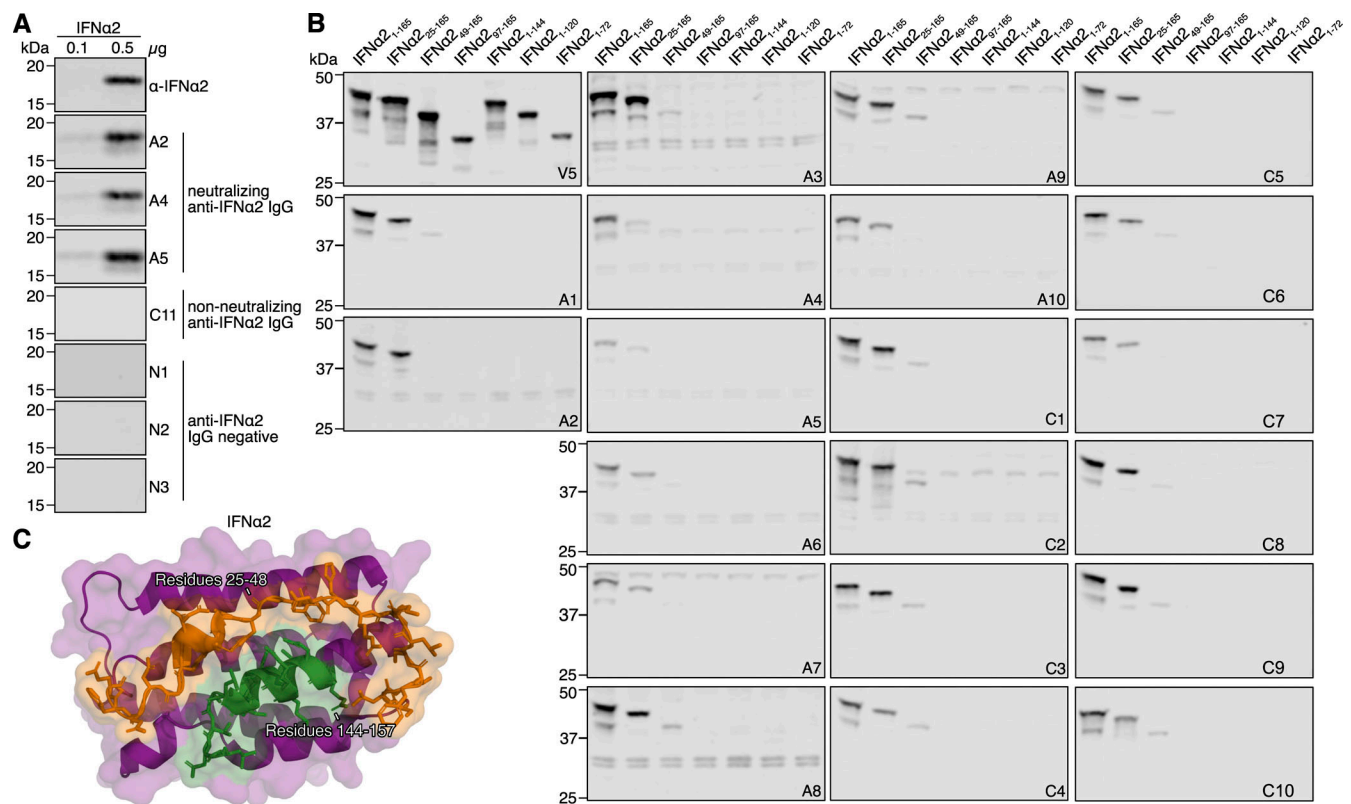 A
IFNα2
kDa 0.1 0.5 µg
20
15
α-IFNα2
20
15
A2
20
15
A4
20
15
A5
neutralizing
anti-IFNα2 IgG
20
15
C11
non-neutralizing
anti-IFNα2 IgG
20
15
N1
20
15
N2
20
15
N3
anti-IFNα2
IgG negative
B
kDa
IFNα2₁₋₁₆₅ IFNα2₂₅₋₁₆₅ IFNα2₄₉₋₁₆₅ IFNα2₉₇₋₁₆₅ IFNα2₁₋₁₄₄ IFNα2₁₋₁₂₀ IFNα2₁₋₇₂
IFNα2₁₋₁₆₅ IFNα2₂₅₋₁₆₅ IFNα2₄₉₋₁₆₅ IFNα2₉₇₋₁₆₅ IFNα2₁₋₁₄₄ IFNα2₁₋₁₂₀ IFNα2₁₋₇₂
IFNα2₁₋₁₆₅ IFNα2₂₅₋₁₆₅ IFNα2₄₉₋₁₆₅ IFNα2₉₇₋₁₆₅ IFNα2₁₋₁₄₄ IFNα2₁₋₁₂₀ IFNα2₁₋₇₂
IFNα2₁₋₁₆₅ IFNα2₂₅₋₁₆₅ IFNα2₄₉₋₁₆₅ IFNα2₉₇₋₁₆₅ IFNα2₁₋₁₄₄ IFNα2₁₋₁₂₀ IFNα2₁₋₇₂
50
37
25
V5 A3 A9 C5
50
37
25
A1 A4 A10 C6
50
37
25
A2 A5 C1 C7
50
37
25
A6 C2 C8
50
37
25
A7 C3 C9
50
37
25
A8 C4 C10
C
IFNα2
Residues 25-48
Residues 144-157